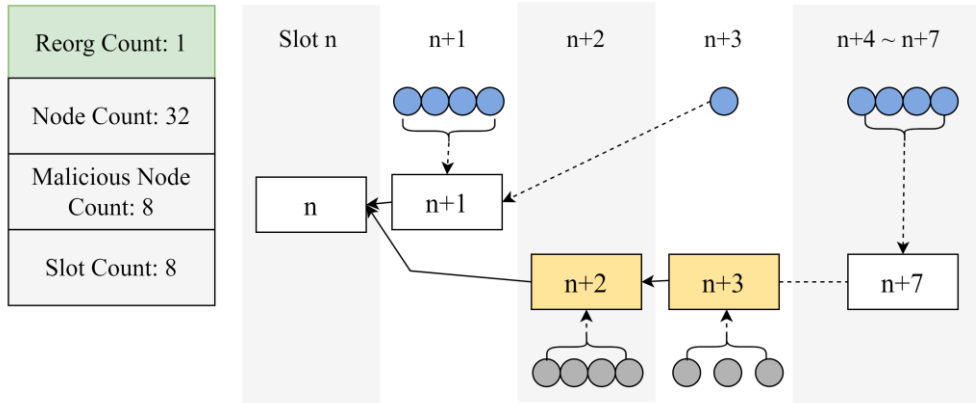 Reorg Count: 1
Node Count: 32
Malicious Node
Count: 8
Slot Count: 8
Slot n
n+1
n+2
n+3
n+4 ~ n+7
n
n+1
n+2
n+3
n+7